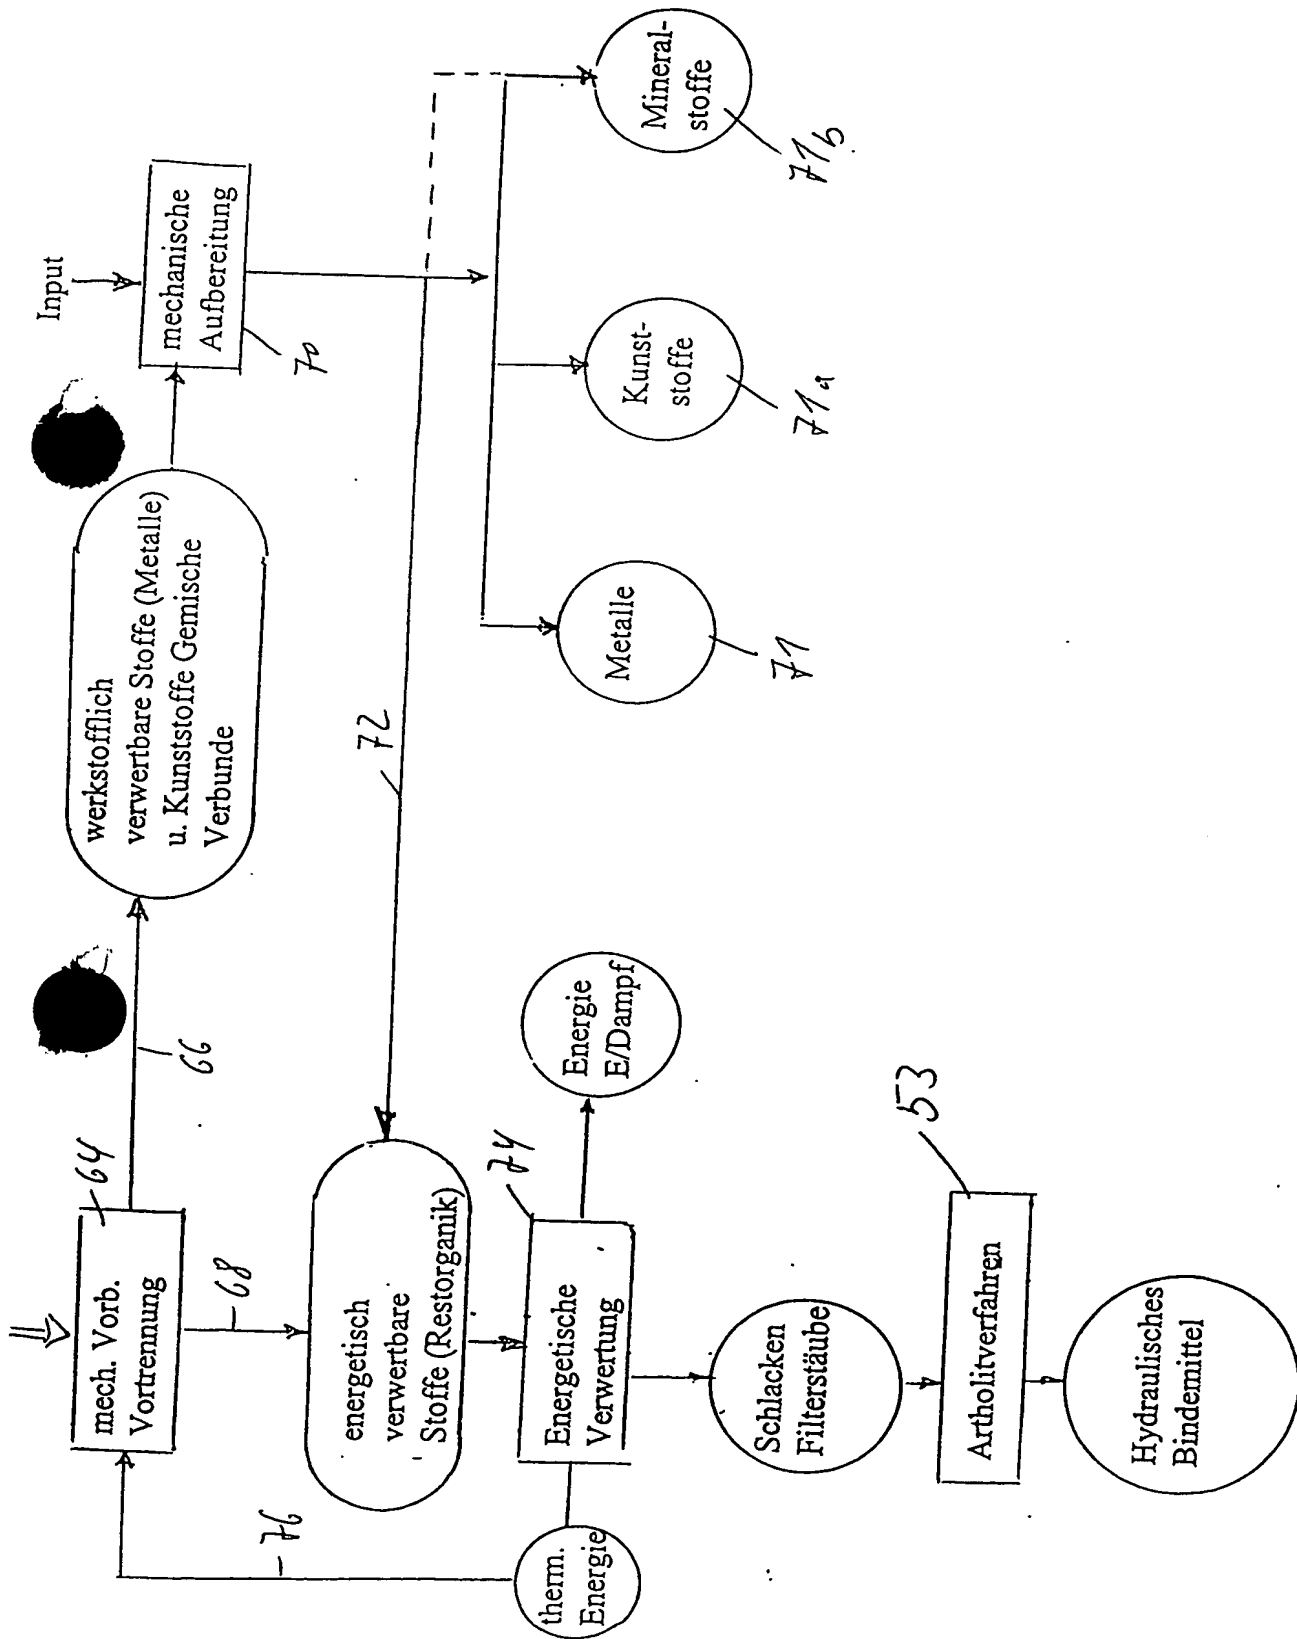 mech. Vorb.
Vortrennung
64
66
68
werkstofflich
verwertbare Stoffe (Metalle)
u. Kunststoffe Gemische
Verbunde
Input
mechanische
Aufbereitung
70
72
energetisch
verwertbare
Stoffe (Restorganik)
Metalle
71
Kunst-
stoffe
71a
Mineral-
stoffe
71b
76
therm.
Energie
Energetische
Verwertung
74
Energie
E/Dampf
Schlacken
Filterstäube
Artholitverfahren
53
Hydraulisches
Bindemittel